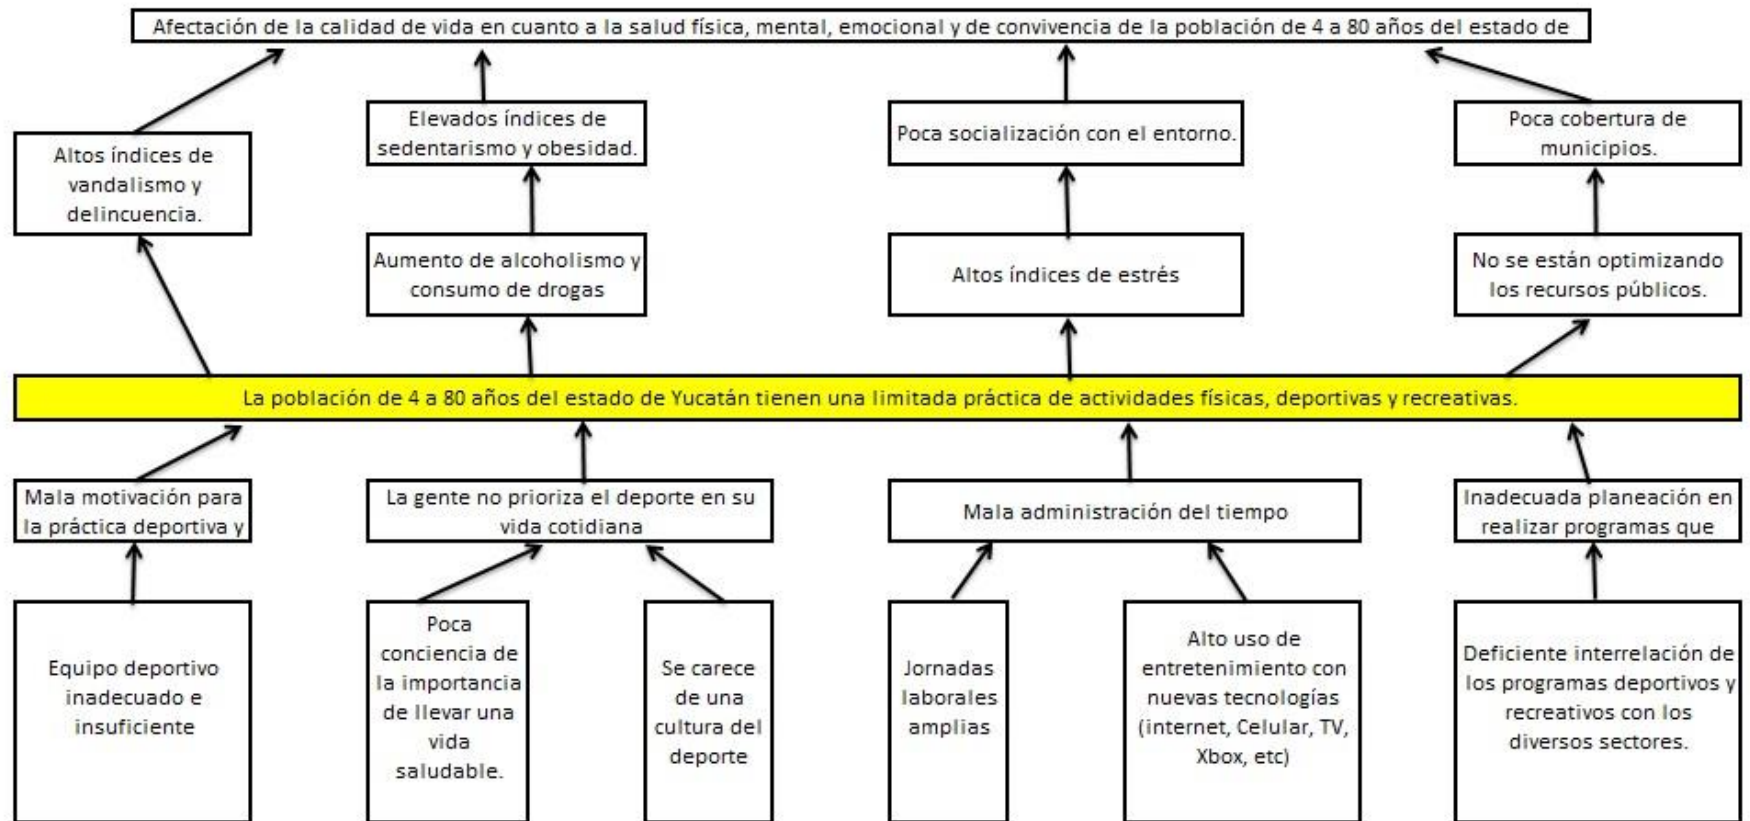 Afectación de la calidad de vida en cuanto a la salud física, mental, emocional y de convivencia de la población de 4 a 80 años del estado de
Altos índices de
vandalismo y
delincuencia.
Elevados índices de
sedentarismo y obesidad.
Poca socialización con el entorno.
Poca cobertura de
municipios.
Aumento de alcoholismo y
consumo de drogas
Altos índices de estrés
No se están optimizando
los recursos públicos.
La población de 4 a 80 años del estado de Yucatán tienen una limitada práctica de actividades físicas, deportivas y recreativas.
Mala motivación para
la práctica deportiva y
La gente no prioriza el deporte en su
vida cotidiana
Mala administración del tiempo
Inadecuada planeación en
realizar programas que
Equipo deportivo
inadecuado e
insuficiente
Poca
conciencia de
la importancia
de llevar una
vida
saludable.
Se carece
de una
cultura del
deporte
Jornadas
laborales
amplias
Alto uso de
entretenimiento con
nuevas tecnologías
(internet, Celular, TV,
Xbox, etc)
Deficiente interrelación de
los programas deportivos y
recreativos con los
diversos sectores.